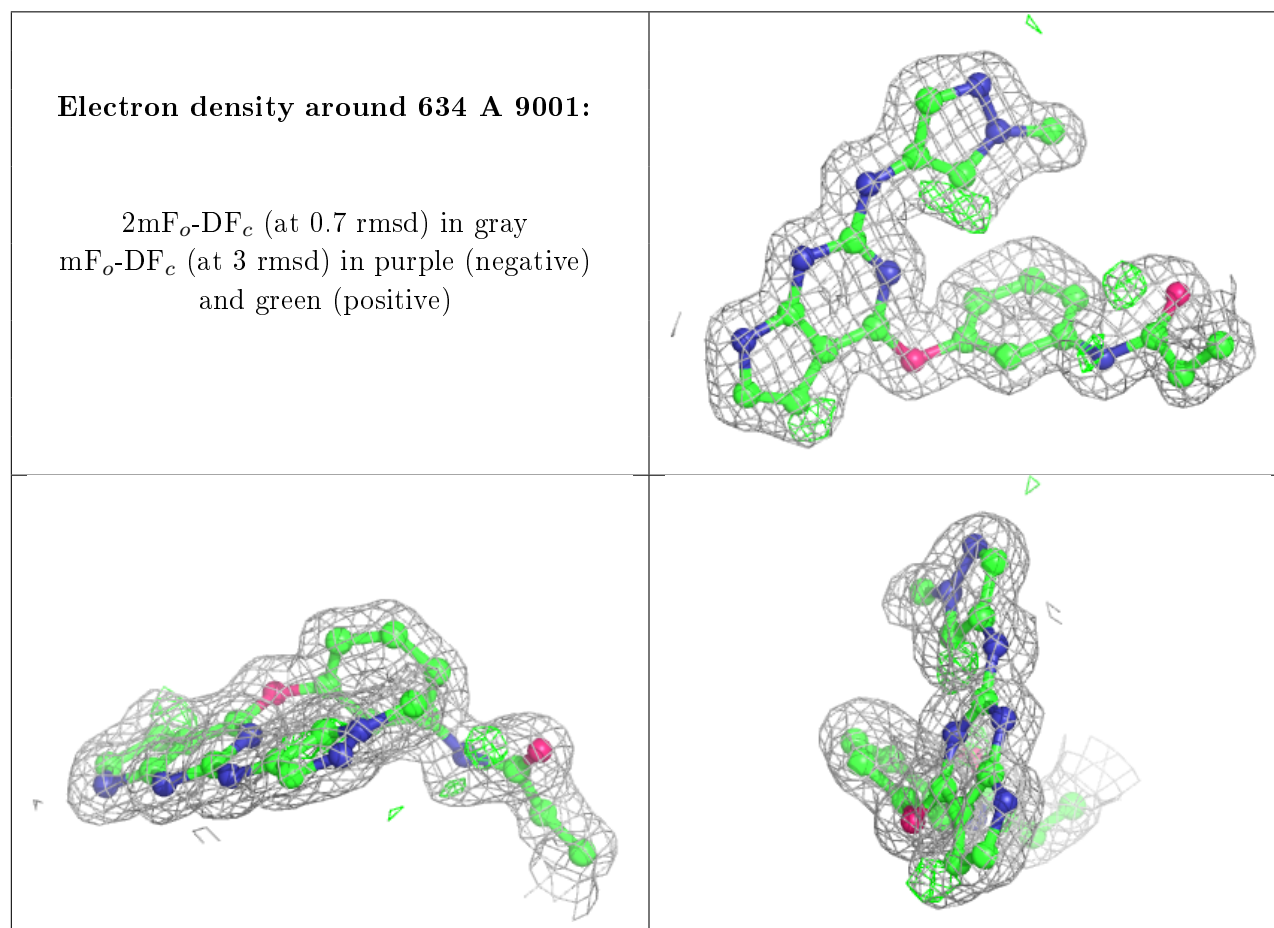 Electron density around 634 A 9001:
2mFo-DFc (at 0.7 rmsd) in gray
mFo-DFc (at 3 rmsd) in purple (negative)
and green (positive)